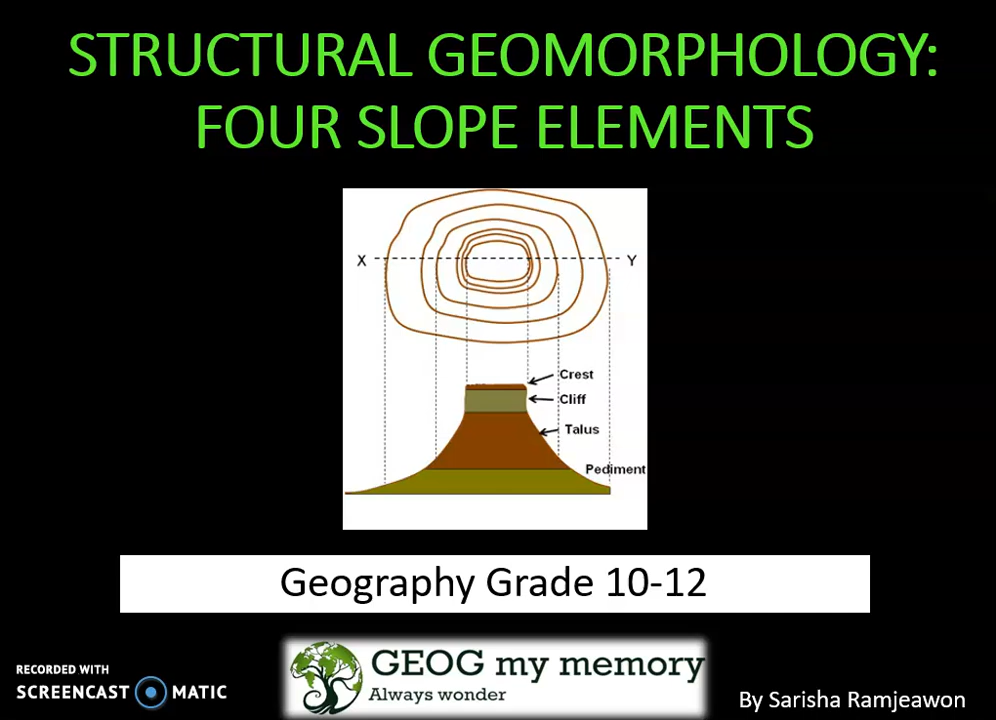 STRUCTURAL GEOMORPHOLOGY:
FOUR SLOPE ELEMENTS
X
Y
Crest
Cliff
Talus
Pediment
Geography Grade 10-12
RECORDED WITH
SCREENCAST MATIC
GEOG my memory
Always wonder
By Sarisha Ramjeawon